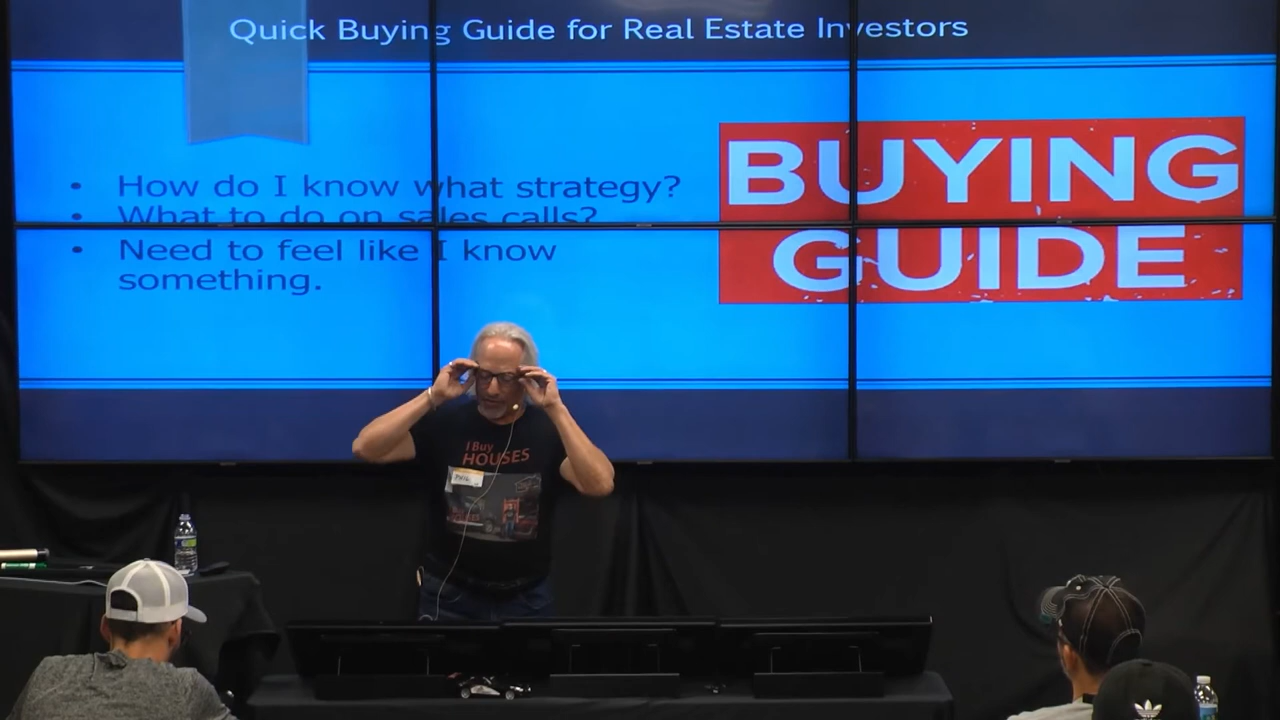 Quick Buying Guide for Real Estate Investors
• How do I know what strategy?
• What to do on sales calls?
• Need to feel like I know
something.
BUYING
GUIDE
I Buy
HOUSES